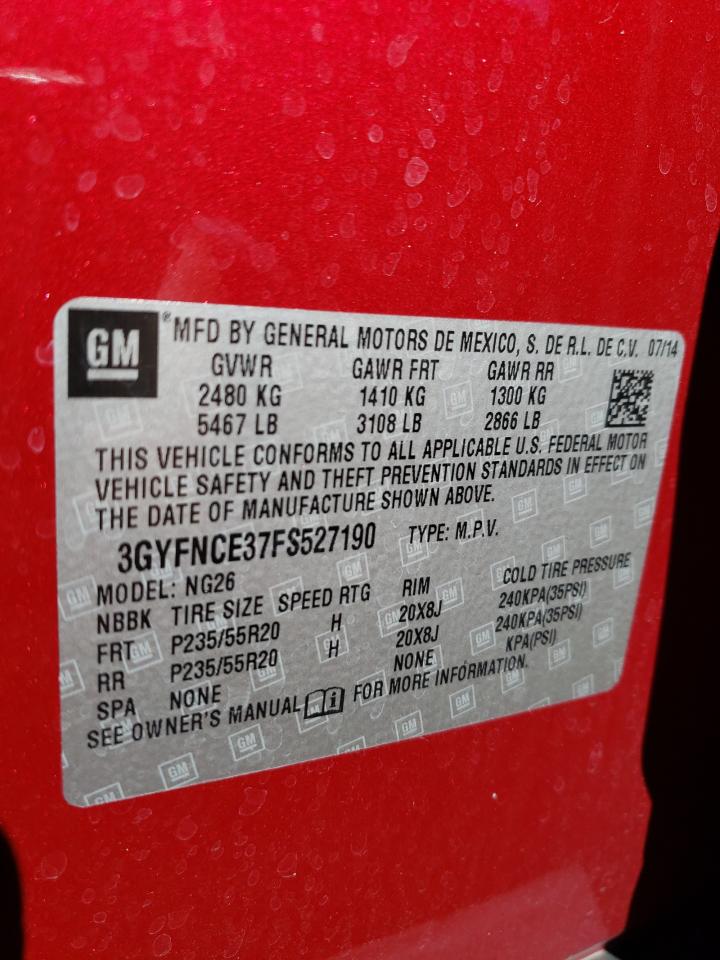 GM ® MFD BY GENERAL MOTORS DE MEXICO, S. DE R.L. DE C.V. 07/14
GVWR GAWR FRT GAWR RR
2480 KG 1410 KG 1300 KG
5467 LB 3108 LB 2866 LB
THIS VEHICLE CONFORMS TO ALL APPLICABLE U.S. FEDERAL MOTOR
VEHICLE SAFETY AND THEFT PREVENTION STANDARDS IN EFFECT ON
THE DATE OF MANUFACTURE SHOWN ABOVE.
3GYFNCE37FS527190 TYPE: M.P.V.
MODEL: NG26
NBBK TIRE SIZE SPEED RTG RIM COLD TIRE PRESSURE
FRT P235/55R20 H 20X8J 240KPA(35PSI)
RR P235/55R20 H 20X8J 240KPA(35PSI)
SPA NONE NONE KPA(PSI)
SEE OWNER'S MANUAL i FOR MORE INFORMATION.